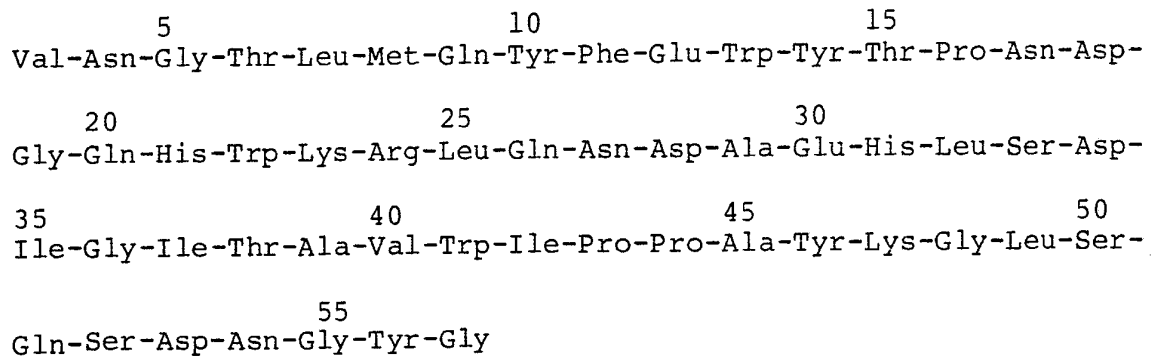 5 10 15
Val-Asn-Gly-Thr-Leu-Met-Gln-Tyr-Phe-Glu-Trp-Tyr-Thr-Pro-Asn-Asp-
20 25 30
Gly-Gln-His-Trp-Lys-Arg-Leu-Gln-Asn-Asp-Ala-Glu-His-Leu-Ser-Asp-
35 40 45 50
Ile-Gly-Ile-Thr-Ala-Val-Trp-Ile-Pro-Pro-Ala-Tyr-Lys-Gly-Leu-Ser-
55
Gln-Ser-Asp-Asn-Gly-Tyr-Gly